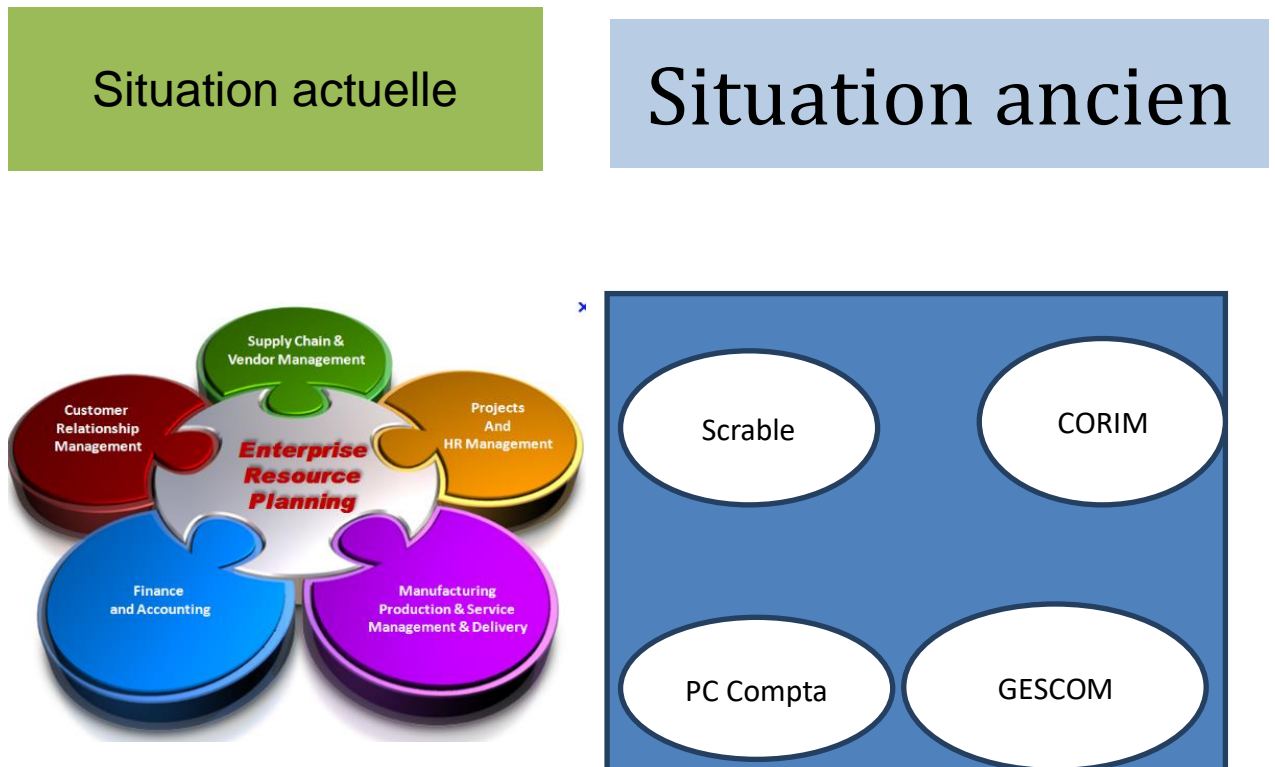 Situation actuelle
Situation ancien
Supply Chain &
Vendor Management
Customer
Relationship
Management
Projects
And
HR Management
Enterprise
Resource
Planning
Finance
and Accounting
Manufacturing
Production & Service
Management & Delivery
Scrable
CORIM
PC Compta
GESCOM